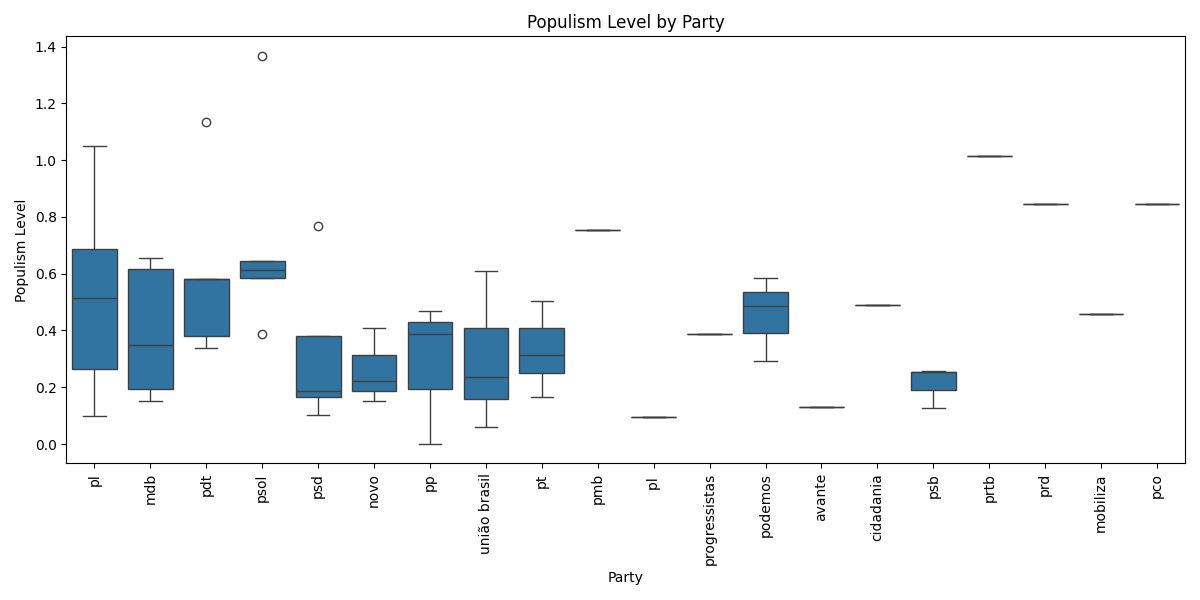 Populism Level by Party
Populism Level
1.4
1.2
1.0
0.8
0.6
0.4
0.2
0.0
pl
mdb
pdt
psol
psd
novo
pp
união brasil
pt
pmb
pl
progressistas
podemos
avante
cidadania
psb
prtb
prd
mobiliza
pco
Party